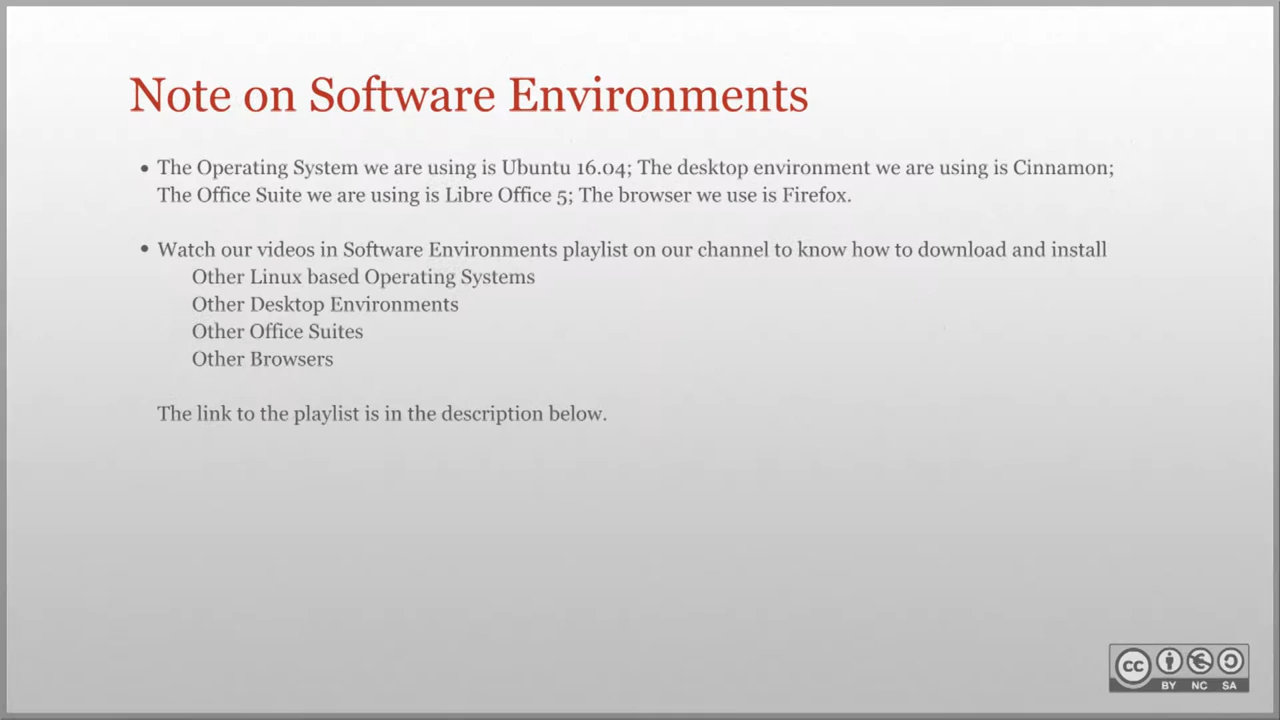 Note on Software Environments
• The Operating System we are using is Ubuntu 16.04; The desktop environment we are using is Cinnamon;
The Office Suite we are using is Libre Office 5; The browser we use is Firefox.
• Watch our videos in Software Environments playlist on our channel to know how to download and install
Other Linux based Operating Systems
Other Desktop Environments
Other Office Suites
Other Browsers
The link to the playlist is in the description below.
cc
BY NC SA